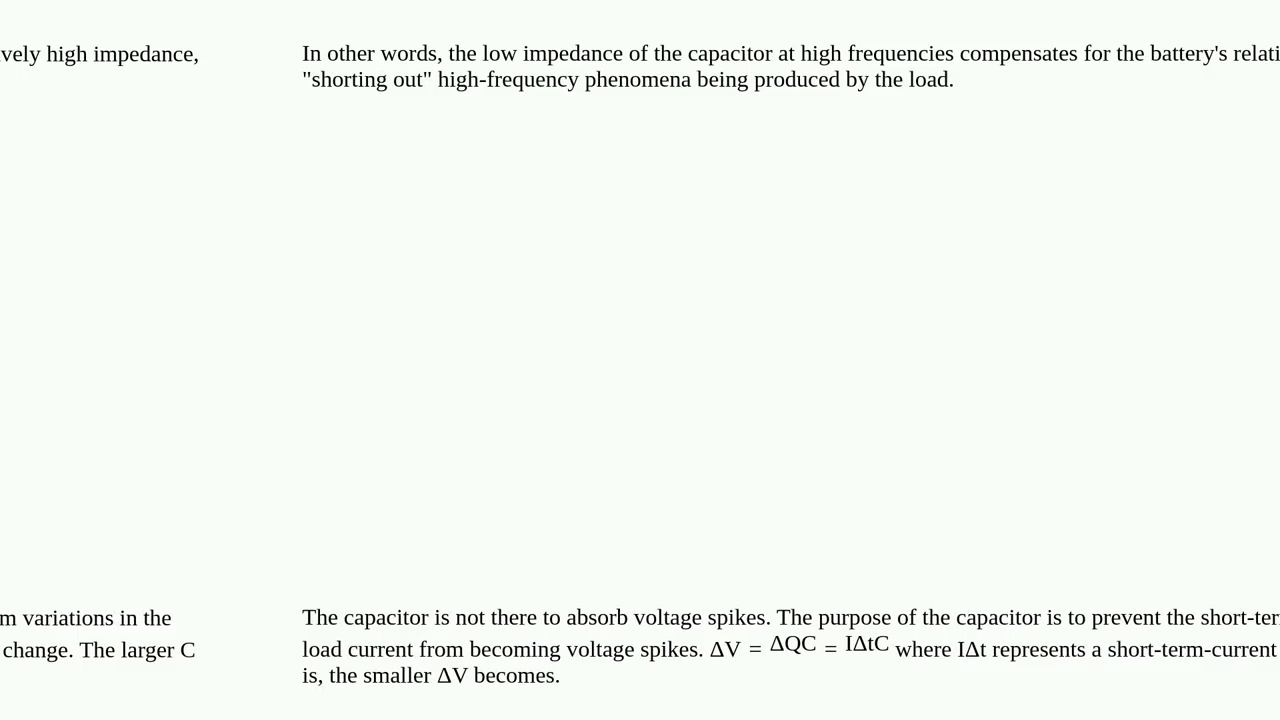 vely high impedance,
In other words, the low impedance of the capacitor at high frequencies compensates for the battery's relati
"shorting out" high-frequency phenomena being produced by the load.
m variations in the
change. The larger C
The capacitor is not there to absorb voltage spikes. The purpose of the capacitor is to prevent the short-ter
load current from becoming voltage spikes. ΔV = ΔQC = IΔtC where IΔt represents a short-term-current
is, the smaller ΔV becomes.